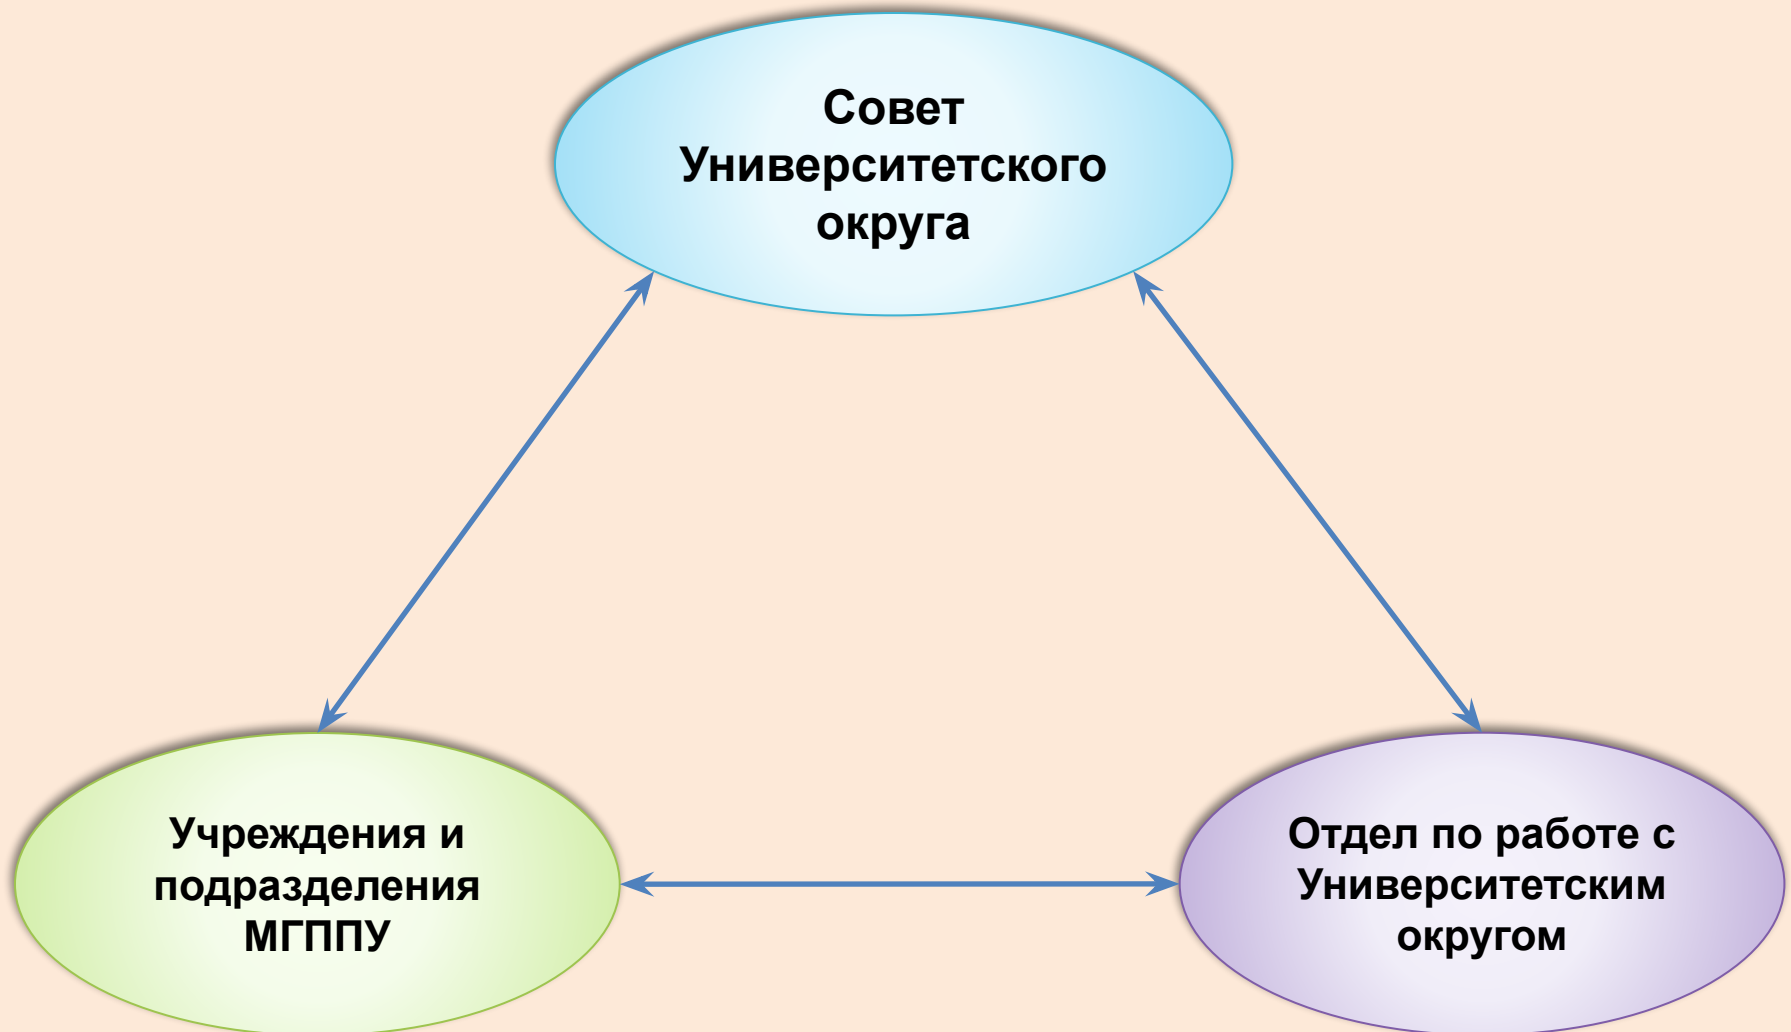 Совет
Университетского
округа
Учреждения и
подразделения
МГППУ
Отдел по работе с
Университетским
округом